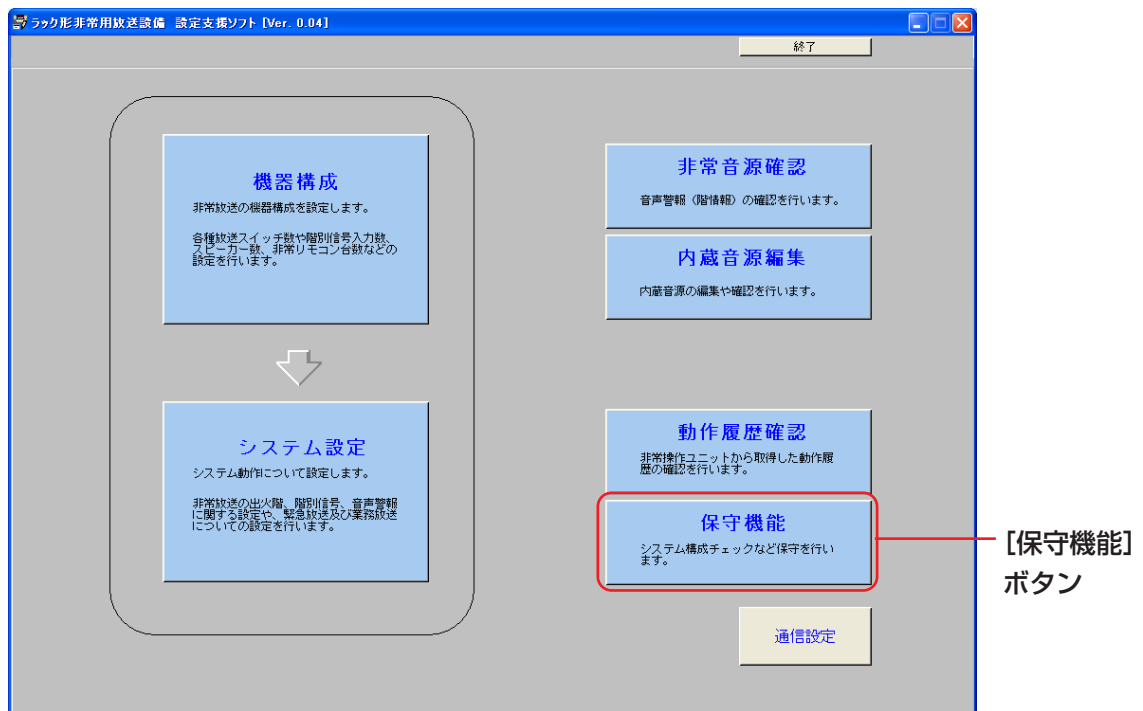 ラック形非常用放送設備 設定支援ソフト [Ver. 0.04]
終了
機器構成
非常放送の機器構成を設定します。
各種放送スイッチ数や階別信号入力数、
スピーカー数、非常リモコン台数などの
設定を行います。
システム設定
システム動作について設定します。
非常放送の出火階、階別信号、音声警報
に関する設定や、緊急放送及び業務放送
についての設定を行います。
非常音源確認
音声警報（階情報）の確認を行います。
内蔵音源編集
内蔵音源の編集や確認を行います。
動作履歴確認
非常操作ユニットから取得した動作履
歴の確認を行います。
保守機能
システム構成チェックなど保守を行い
ます。
[保守機能]
ボタン
通信設定